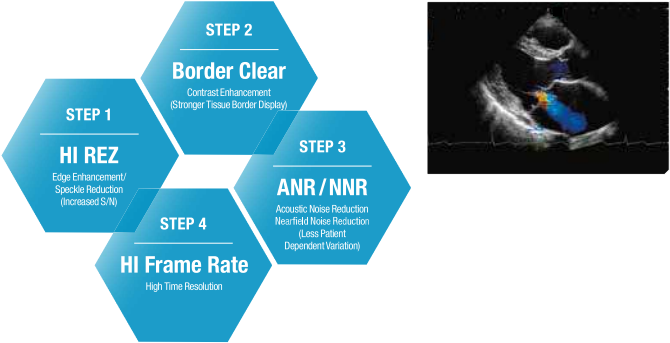 STEP 1
HI REZ
Edge Enhancement/
Speckle Reduction
(Increased S/N)
STEP 2
Border Clear
Contrast Enhancement
(Stronger Tissue Border Display)
STEP 3
ANR / NNR
Acoustic Noise Reduction
Nearfield Noise Reduction
(Less Patient
Dependent Variation)
STEP 4
HI Frame Rate
High Time Resolution